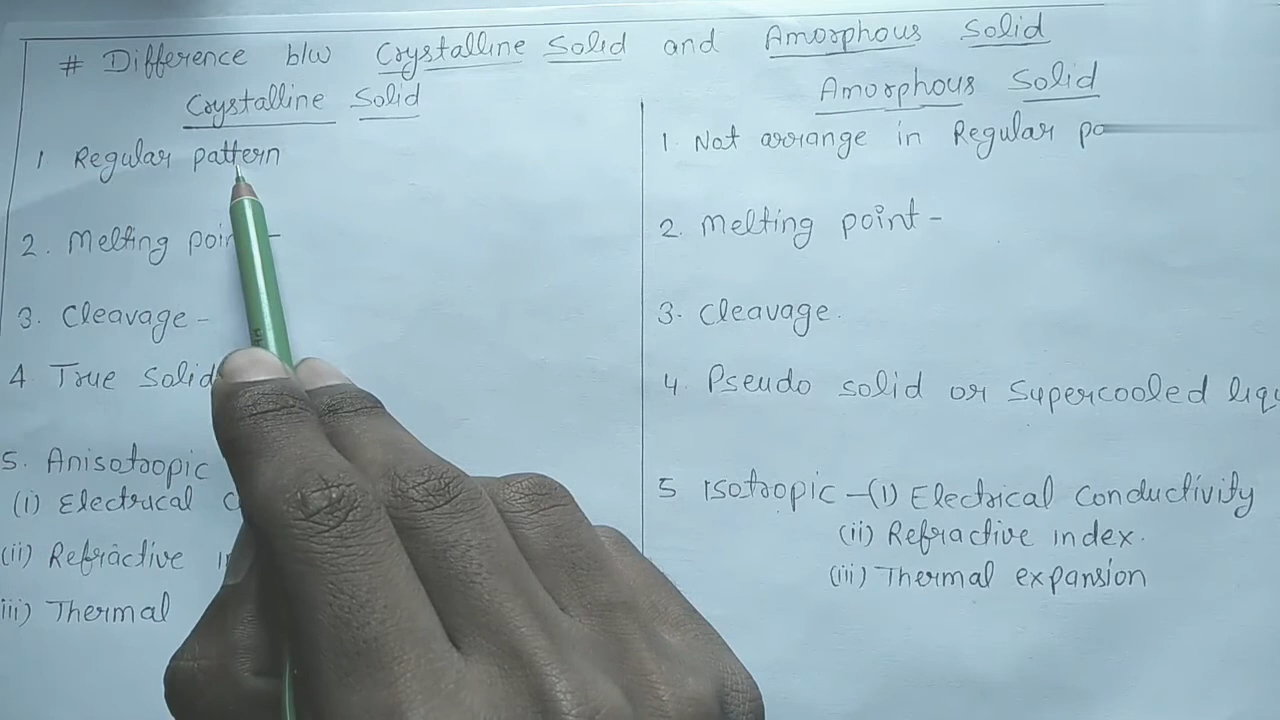 # Difference b/w Crystalline Solid and Amorphous Solid
Crystalline Solid
1 Regular pattern
2. Melting
3. Cleavage -
4 True Solid
5. Anisotropic
(i) Electrical
(ii) Refractive
iii) Thermal
Amorphous Solid
1. Not arrange in Regular
2. Melting point -
3. Cleavage.
4. Pseudo solid or Supercooled
5 Isotropic - (i) Electrical Conductivity
(ii) Refractive index.
(iii) Thermal expansion